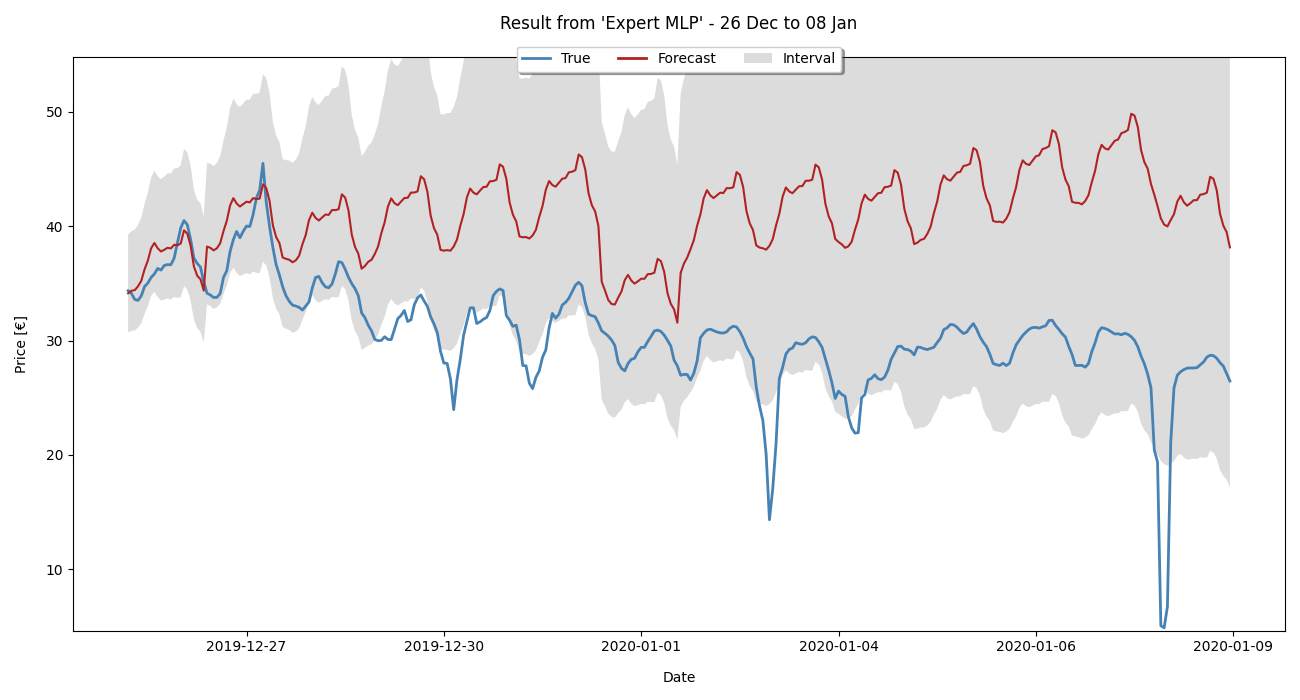 Result from 'Expert MLP' - 26 Dec to 08 Jan
True Forecast Interval
50
40
30
20
10
Price [€]
2019-12-27 2019-12-30 2020-01-01 2020-01-04 2020-01-06 2020-01-09
Date